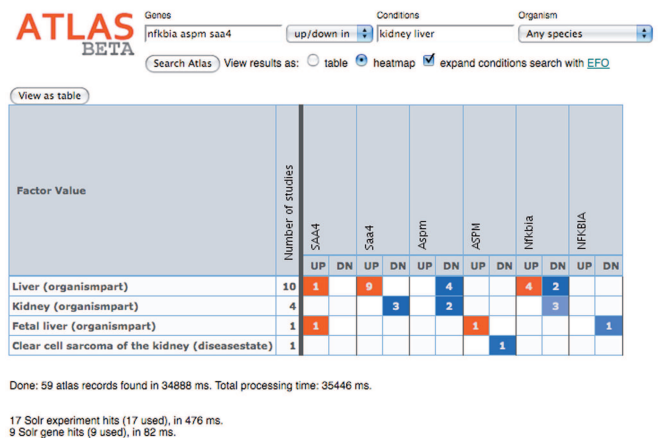 ATLAS
BETA
Genes Conditions Organism
nfkbia aspm saa4 up/down in kidney liver Any species
Search Atlas View results as: table heatmap expand conditions search with EFO
View as table
Factor Value Number of studies SAA4 Saa4 Aspm ASPM Nfkbia NFKBIA
UP DN UP DN UP DN UP DN UP DN UP DN
Liver (organismpart) 10 1 9 4 4 2
Kidney (organismpart) 4 3 2 3
Fetal liver (organismpart) 1 1 1 1
Clear cell sarcoma of the kidney (diseasestate) 1 1
Done: 59 atlas records found in 34888 ms. Total processing time: 35446 ms.
17 Solr experiment hits (17 used), in 476 ms.
9 Solr gene hits (9 used), in 82 ms.